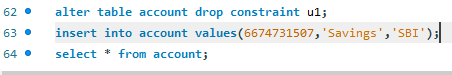 62 alter table account drop constraint u1;
63 insert into account values(6674731507,'Savings','SBI');
64 select * from account;